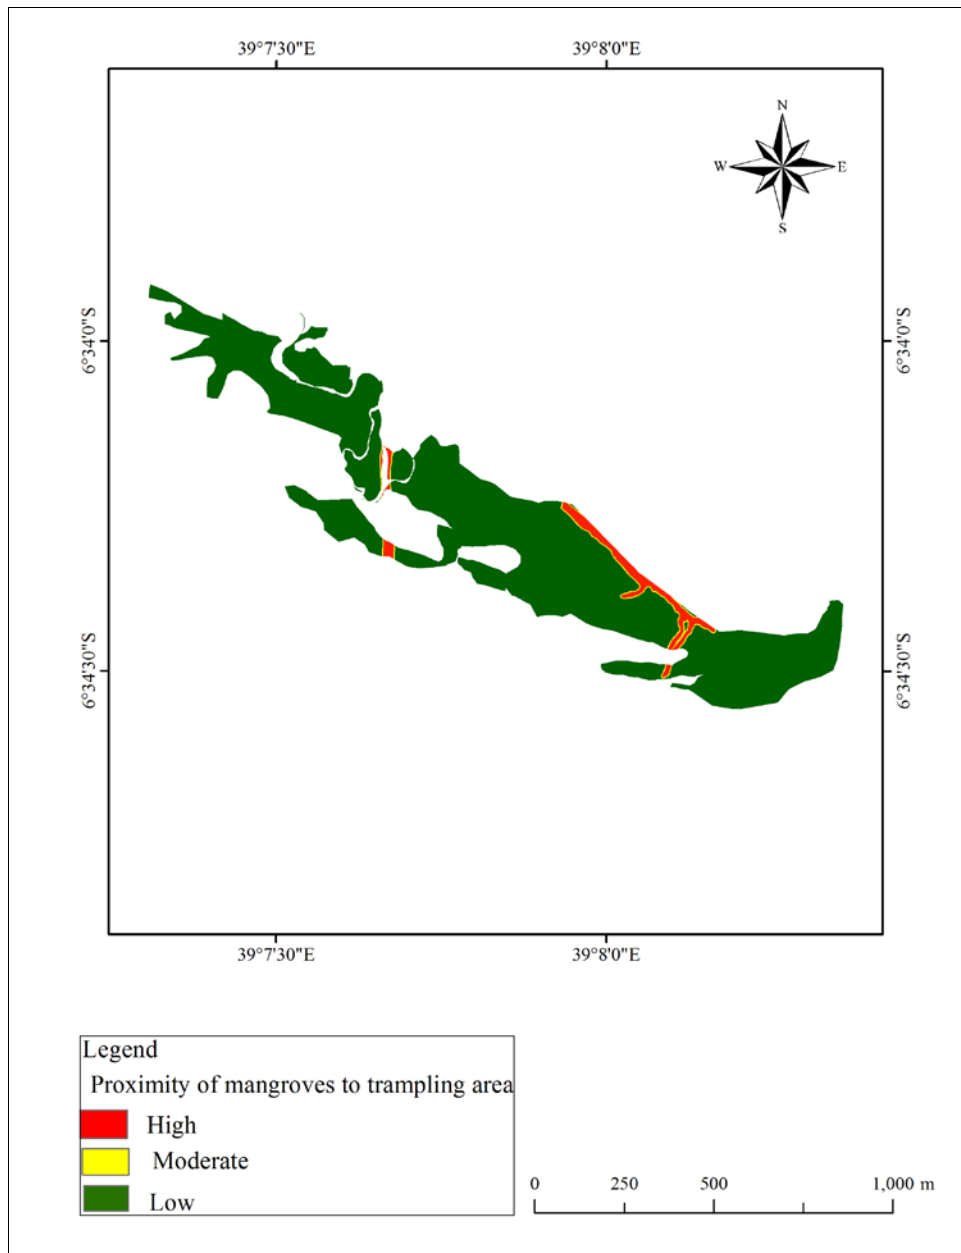 39°7'30"E 39°8'0"E
N
W E
S
6°34'0"S 6°34'0"S
6°34'30"S 6°34'30"S
39°7'30"E 39°8'0"E
Legend
Proximity of mangroves to trampling area
High
Moderate
Low
0 250 500 1,000 m